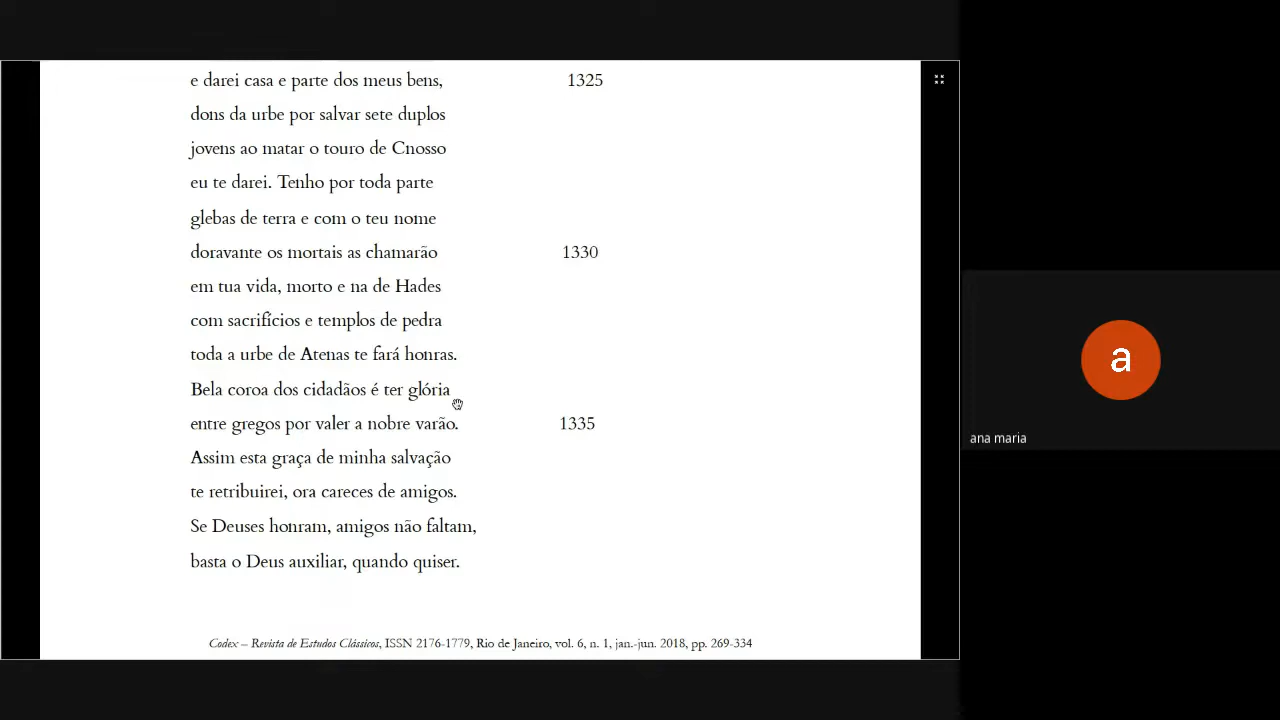 e darei casa e parte dos meus bens, 1325
dons da urbe por salvar sete duplos
jovens ao matar o touro de Cnosso
eu te darei. Tenho por toda parte
glebas de terra e com o teu nome
doravante os mortais as chamarão 1330
em tua vida, morto e na de Hades
com sacrifícios e templos de pedra
toda a urbe de Atenas te fará honras.
Bela coroa dos cidadãos é ter glória
entre gregos por valer a nobre varão. 1335
Assim esta graça de minha salvação
te retribuirei, ora careces de amigos.
Se Deuses honram, amigos não faltam,
basta o Deus auxiliar, quando quiser.
Codex – Revista de Estudos Clássicos, ISSN 2176-1779, Rio de Janeiro, vol. 6, n. 1, jan.-jun. 2018, pp. 269-334
a
ana maria